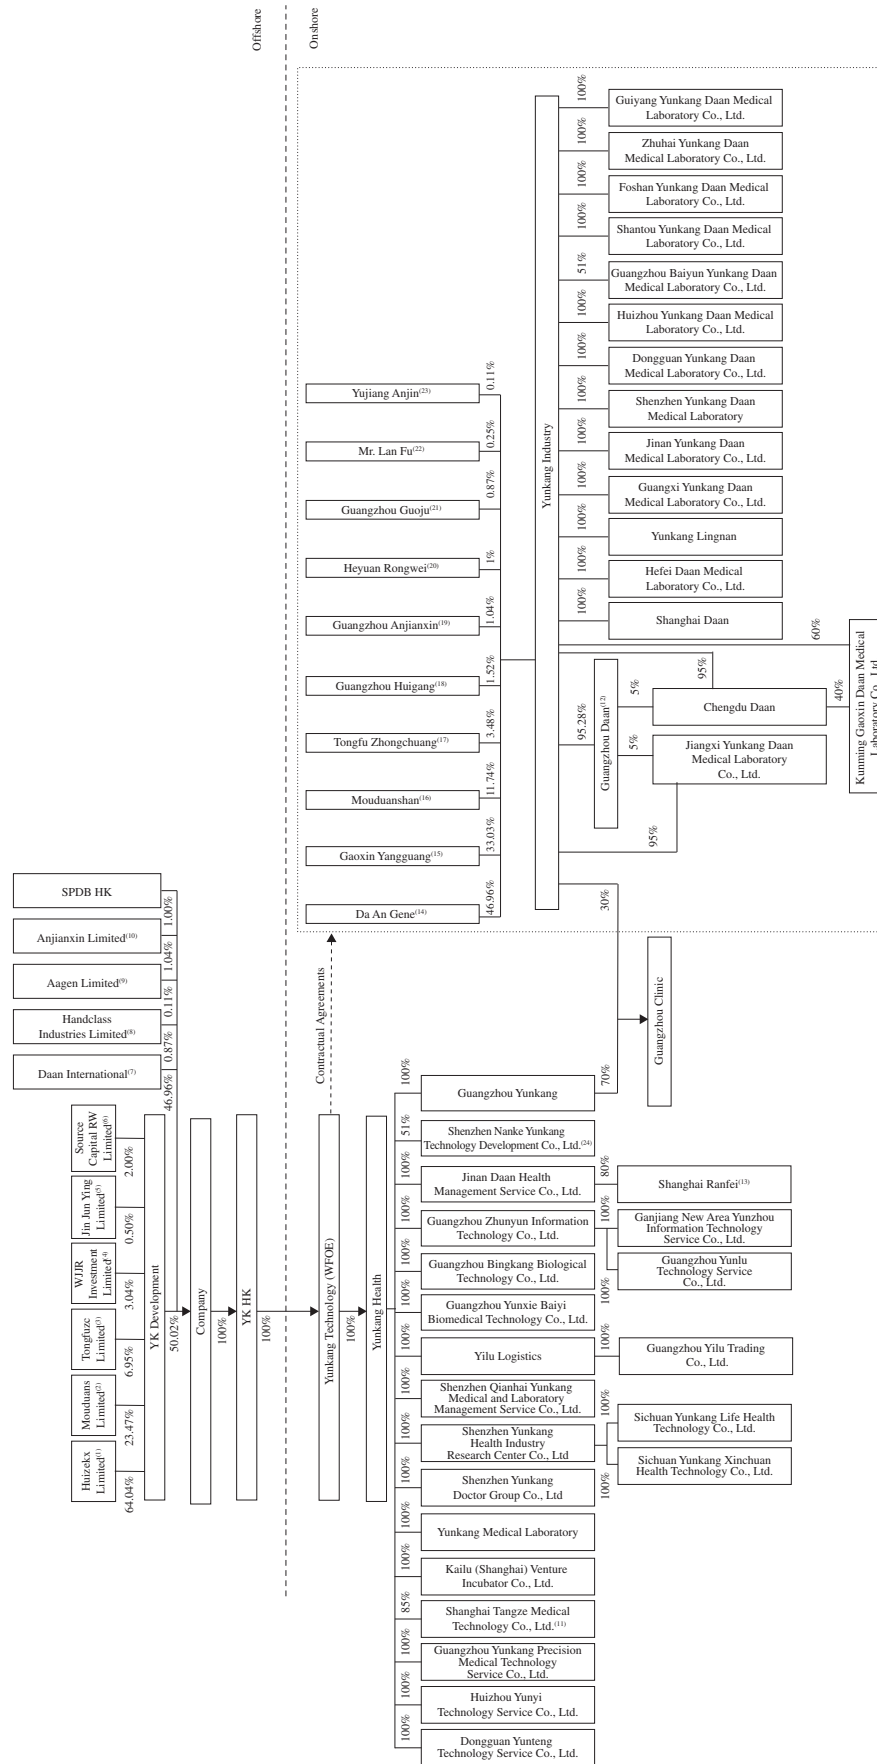 Huizekx
Limited(1)
Mouduans
Limited(2)
Tongfuzc
Limited(3)
WJJR
Investment
Limited(4)
Jin Jun Ying
Limited(5)
Source
Capital RW
Limited(6)
Daan International(7)
Handclass
Industries Limited(8)
Aagen Limited(9)
Anjianxin Limited(10)
SPDB HK
64.04%
23.47%
6.95%
3.04%
0.50%
2.00%
YK Development
50.02%
46.96%
0.87%
0.11%
1.04%
1.00%
Company
100%
YK HK
100%
Offshore
Onshore
Yunkang Technology (WFOE)
Contractual Agreements
100%
Yunkang Health
Da An Gene(14)
Gaoxin Yangguang(15)
Mouduanshan(16)
Tongfu Zhongchuang(17)
Guangzhou Huigang(18)
Guangzhou Anjianxin(19)
Heyuan Rongwei(20)
Guangzhou Guoju(21)
Mr. Lan Fu(22)
Yujiang Anjin(23)
46.96%
33.03%
11.74%
3.48%
1.52%
1.04%
1%
0.87%
0.25%
0.11%
100%
100%
100%
85%
100%
100%
100%
100%
100%
100%
100%
100%
100%
100%
51%
100%
Dongguan Yunteng
Technology Service Co., Ltd.
Huizhou Yunyi
Technology Service Co., Ltd.
Guangzhou Yunkang Precision
Medical Technology
Service Co., Ltd.
Shanghai Tangze Medical
Technology Co., Ltd.(11)
Kailu (Shanghai) Venture
Incubator Co., Ltd.
Yunkang Medical Laboratory
Shenzhen Yunkang
Doctor Group Co., Ltd
Shenzhen Yunkang
Health Industry
Research Center Co., Ltd
Shenzhen Qianhai Yunkang
Medical and Laboratory
Management Service Co., Ltd.
Yilu Logistics
Guangzhou Yunxie Baiyi
Biomedical Technology Co., Ltd.
Guangzhou Bingkang Biological
Technology Co., Ltd.
Guangzhou Zhunyun Information
Technology Co., Ltd.
Jinan Daan Health
Management Service Co., Ltd.
Shenzhen Nanke Yunkang
Technology Development Co., Ltd.(24)
Guangzhou Yunkang
100%
100%
100%
100%
100%
80%
70%
30%
Sichuan Yunkang Xinchuan
Health Technology Co., Ltd.
Sichuan Yunkang Life Health
Technology Co., Ltd.
Guangzhou Yilu Trading
Co., Ltd.
Guangzhou Yunlu
Technology Service
Co., Ltd.
Ganjiang New Area Yunzhou
Information Technology
Service Co., Ltd.
Shanghai Ranfei(13)
Guangzhou Clinic
Yunkang Industry
95%
95.28%
Guangzhou Daan(12)
5%
5%
95%
60%
Jiangxi Yunkang Daan
Medical Laboratory
Co., Ltd.
Chengdu Daan
40%
Kunming Gaoxin Daan Medical
Laboratory Co., Ltd.
100%
100%
100%
100%
100%
100%
100%
100%
51%
100%
100%
100%
100%
Shanghai Daan
Hefei Daan Medical
Laboratory Co., Ltd.
Yunkang Lingnan
Guangxi Yunkang Daan
Medical Laboratory Co., Ltd.
Jinan Yunkang Daan
Medical Laboratory Co., Ltd.
Shenzhen Yunkang Daan
Medical Laboratory
Dongguan Yunkang Daan
Medical Laboratory Co., Ltd.
Huizhou Yunkang Daan Medical
Laboratory Co., Ltd.
Guangzhou Baiyun Yunkang Daan
Medical Laboratory Co., Ltd.
Shantou Yunkang Daan Medical
Laboratory Co., Ltd.
Foshan Yunkang Daan Medical
Laboratory Co., Ltd.
Zhuhai Yunkang Daan
Medical Laboratory Co., Ltd.
Guiyang Yunkang Daan Medical
Laboratory Co., Ltd.